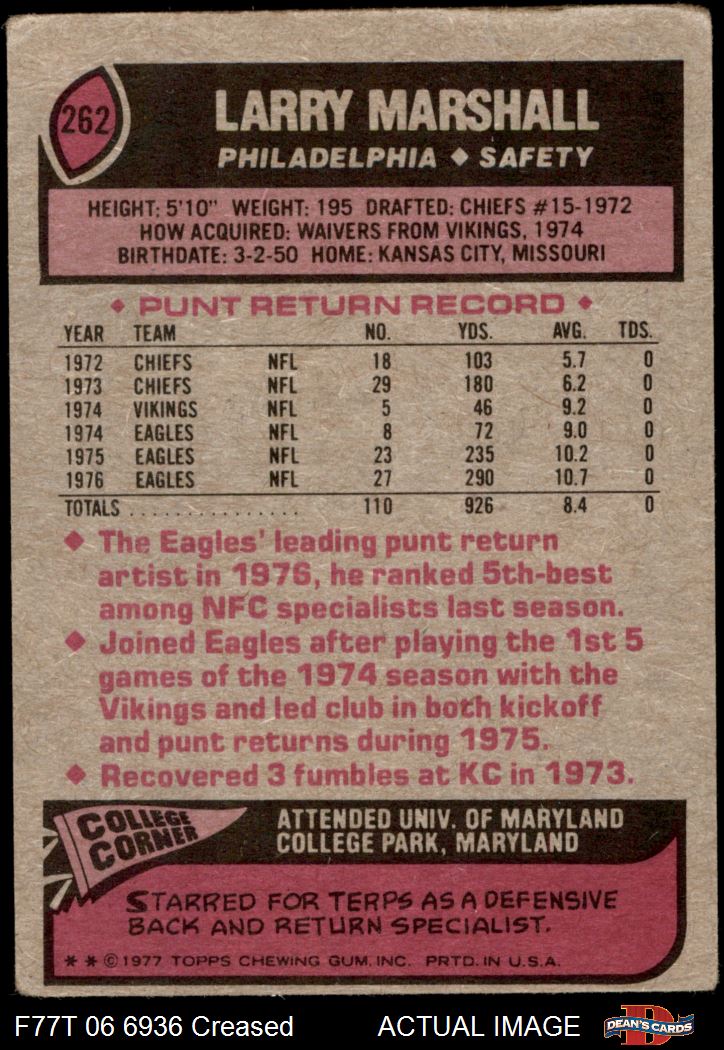 262
LARRY MARSHALL
PHILADELPHIA ◆ SAFETY
HEIGHT: 5'10" WEIGHT: 195 DRAFTED: CHIEFS #15-1972
HOW ACQUIRED: WAIVERS FROM VIKINGS, 1974
BIRTHDATE: 3-2-50 HOME: KANSAS CITY, MISSOURI
◆ PUNT RETURN RECORD ◆
YEAR TEAM NO. YDS. AVG. TDS.
1972 CHIEFS NFL 18 103 5.7 0
1973 CHIEFS NFL 29 180 6.2 0
1974 VIKINGS NFL 5 46 9.2 0
1974 EAGLES NFL 8 72 9.0 0
1975 EAGLES NFL 23 235 10.2 0
1976 EAGLES NFL 27 290 10.7 0
TOTALS . . . . . . . . . . . . . . . 110 926 8.4 0
◆ The Eagles' leading punt return
artist in 1976, he ranked 5th-best
among NFC specialists last season.
◆ Joined Eagles after playing the 1st 5
games of the 1974 season with the
Vikings and led club in both kickoff
and punt returns during 1975.
◆ Recovered 3 fumbles at KC in 1973.
COLLEGE
CORNER
ATTENDED UNIV. OF MARYLAND
COLLEGE PARK, MARYLAND
STARRED FOR TERPS AS A DEFENSIVE
BACK AND RETURN SPECIALIST.
* * ©1977 TOPPS CHEWING GUM, INC. PRTD. IN U.S.A.
F77T 06 6936 Creased ACTUAL IMAGE
D
DEAN'S CARDS